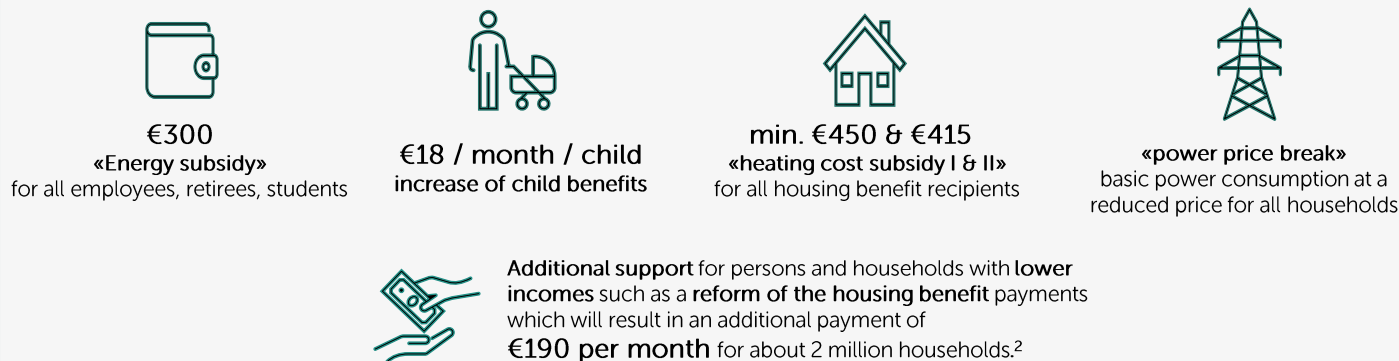 €300
«Energy subsidy»
for all employees, retirees, students
€18 / month / child
increase of child benefits
min. €450 & €415
«heating cost subsidy I & II»
for all housing benefit recipients
«power price break»
basic power consumption at a
reduced price for all households
Additional support for persons and households with lower
incomes such as a reform of the housing benefit payments
which will result in an additional payment of
€190 per month for about 2 million households.²